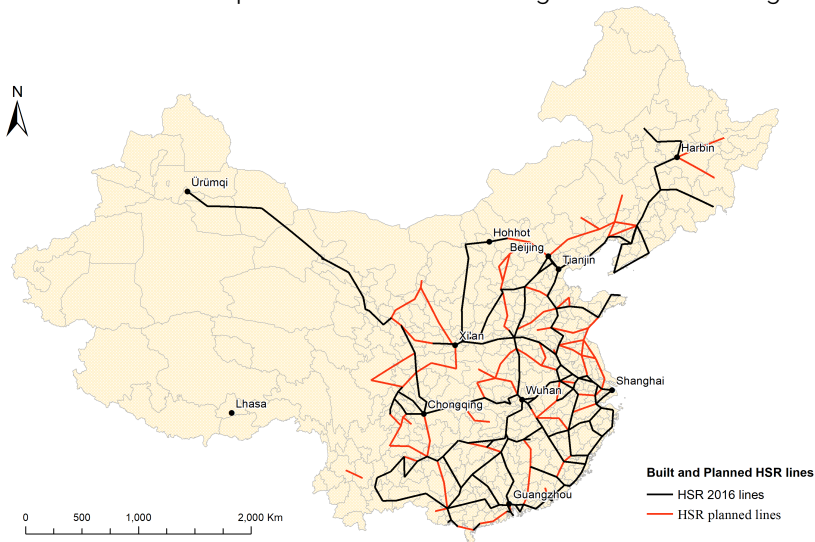 N
Harbin
Ürümqi
Hohhot
Beijing
Tianjin
Xi'an
Shanghai
Wuhan
Lhasa
Chongqing
Built and Planned HSR lines
HSR 2016 lines
HSR planned lines
Guangzhou
0 500 1,000 2,000 Km